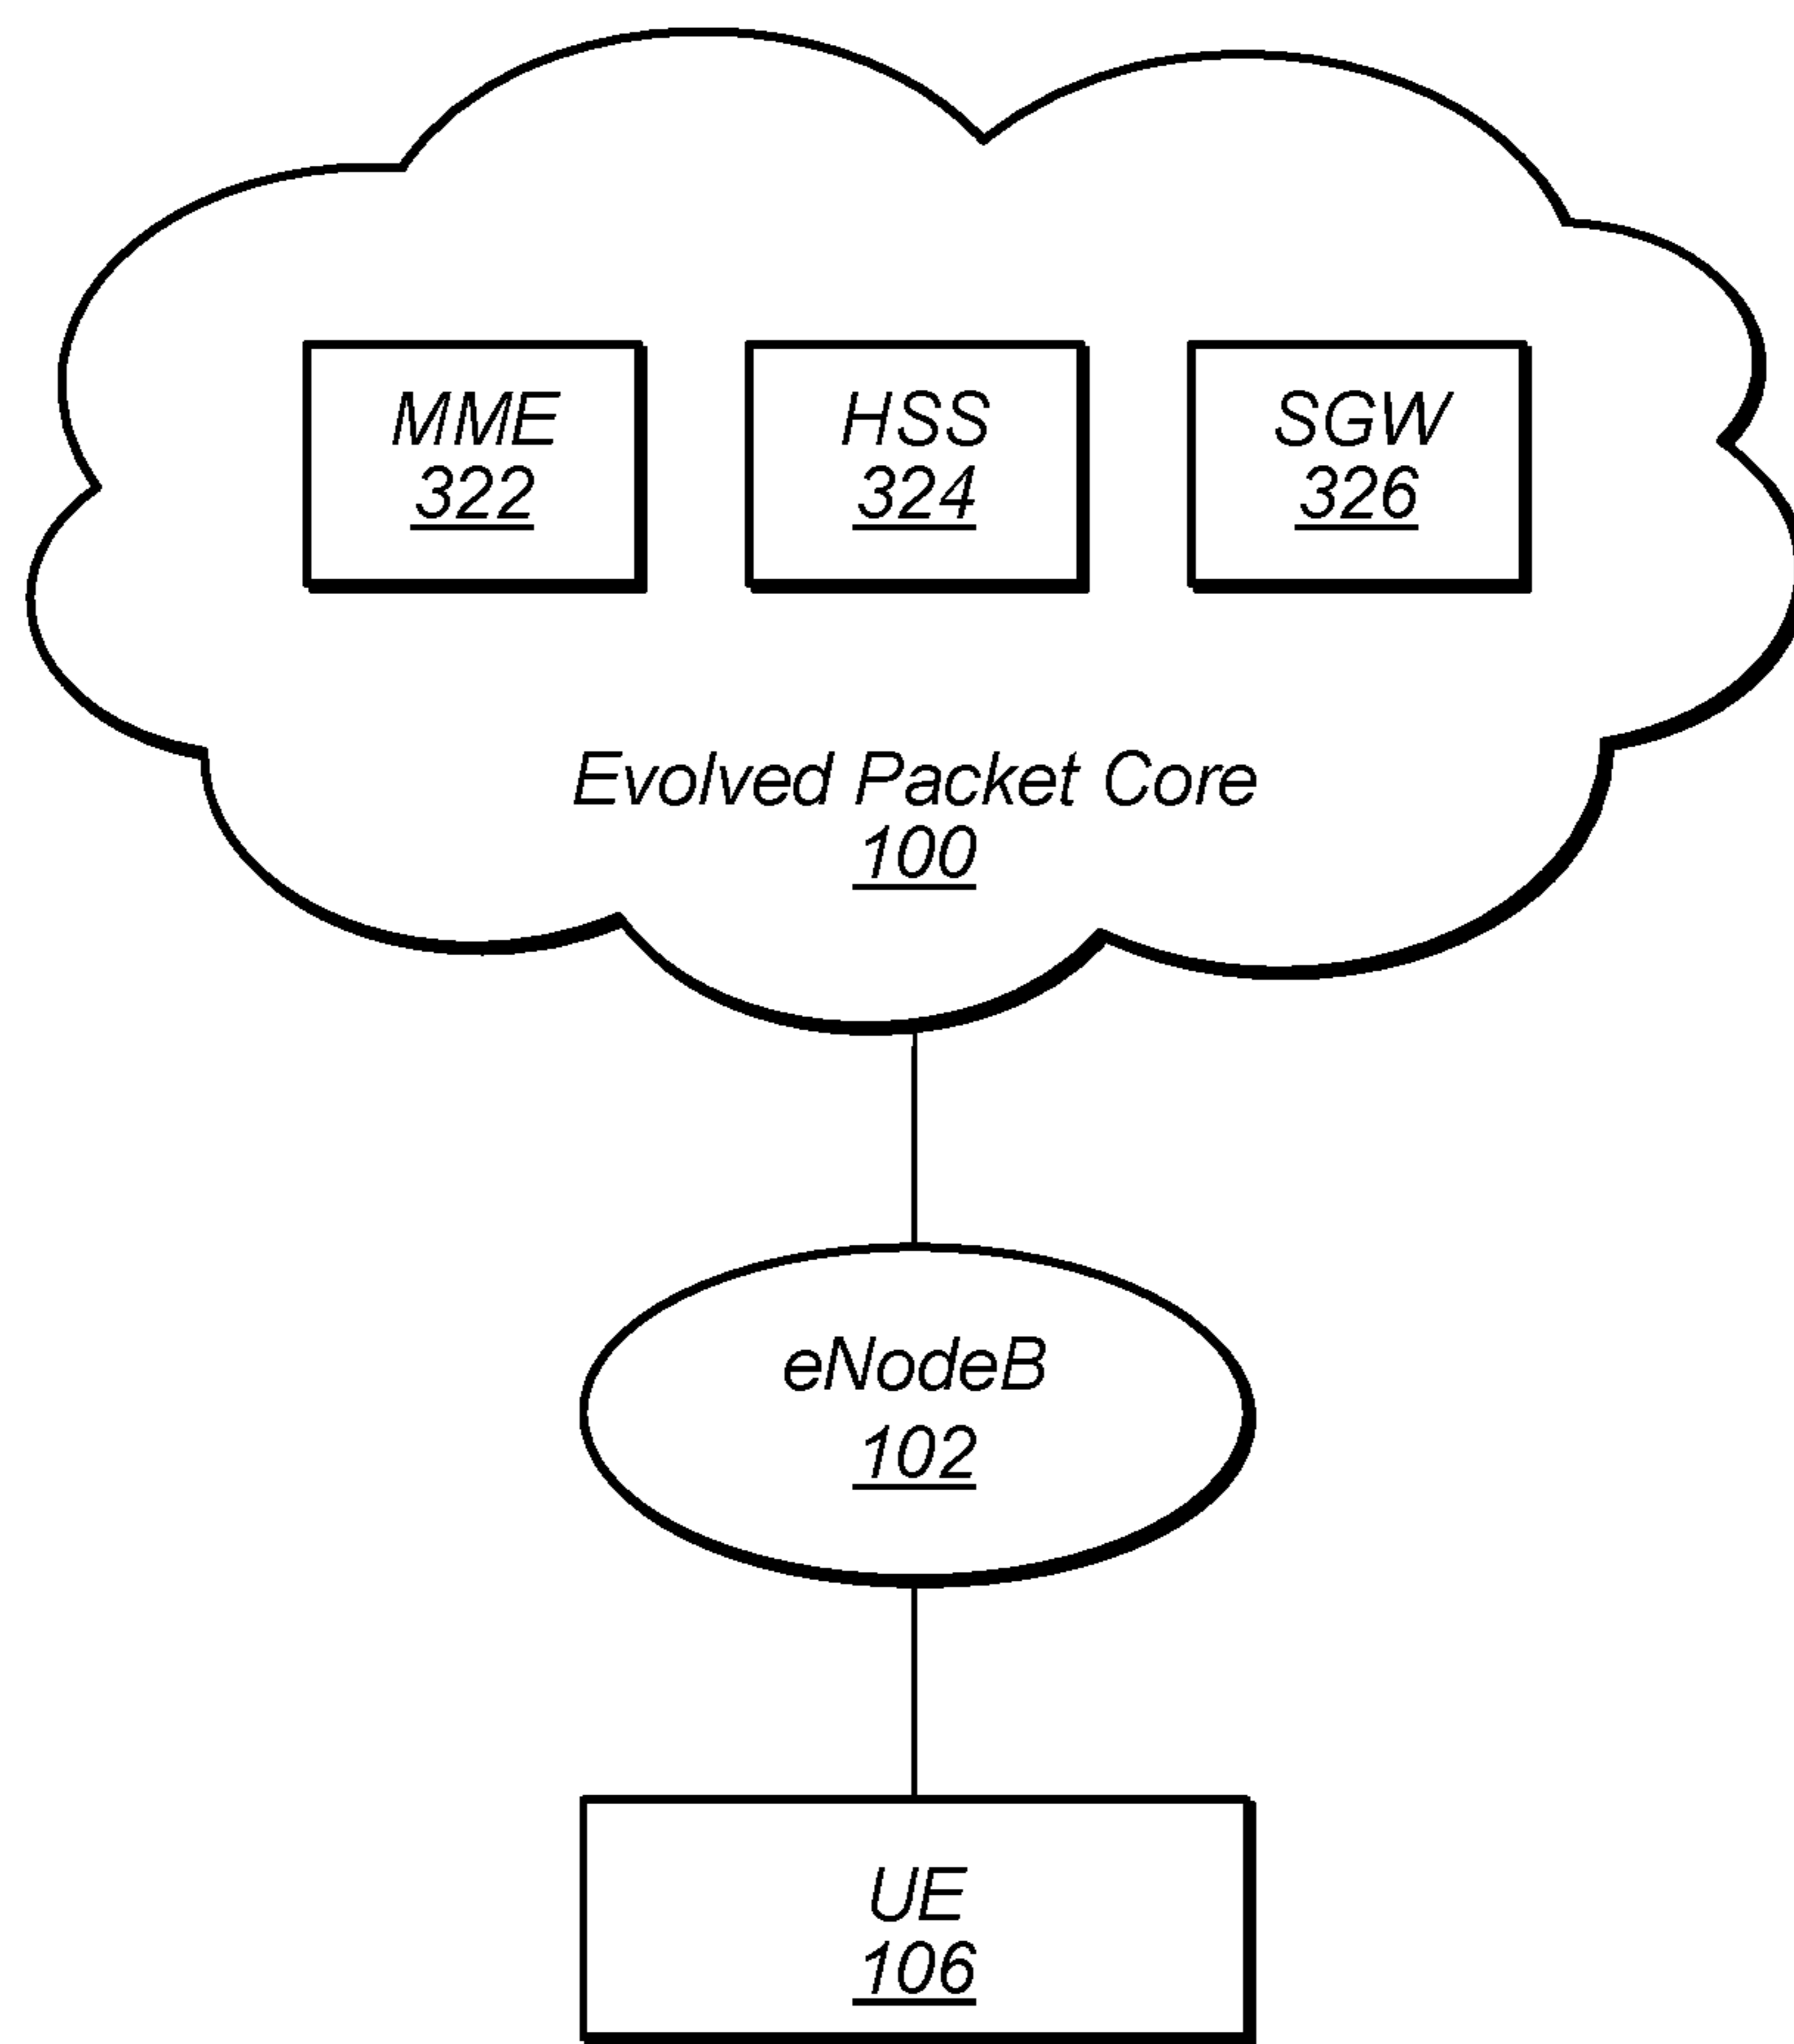 MME
322
HSS
324
SGW
326
Evolved Packet Core
100
eNodeB
102
UE
106